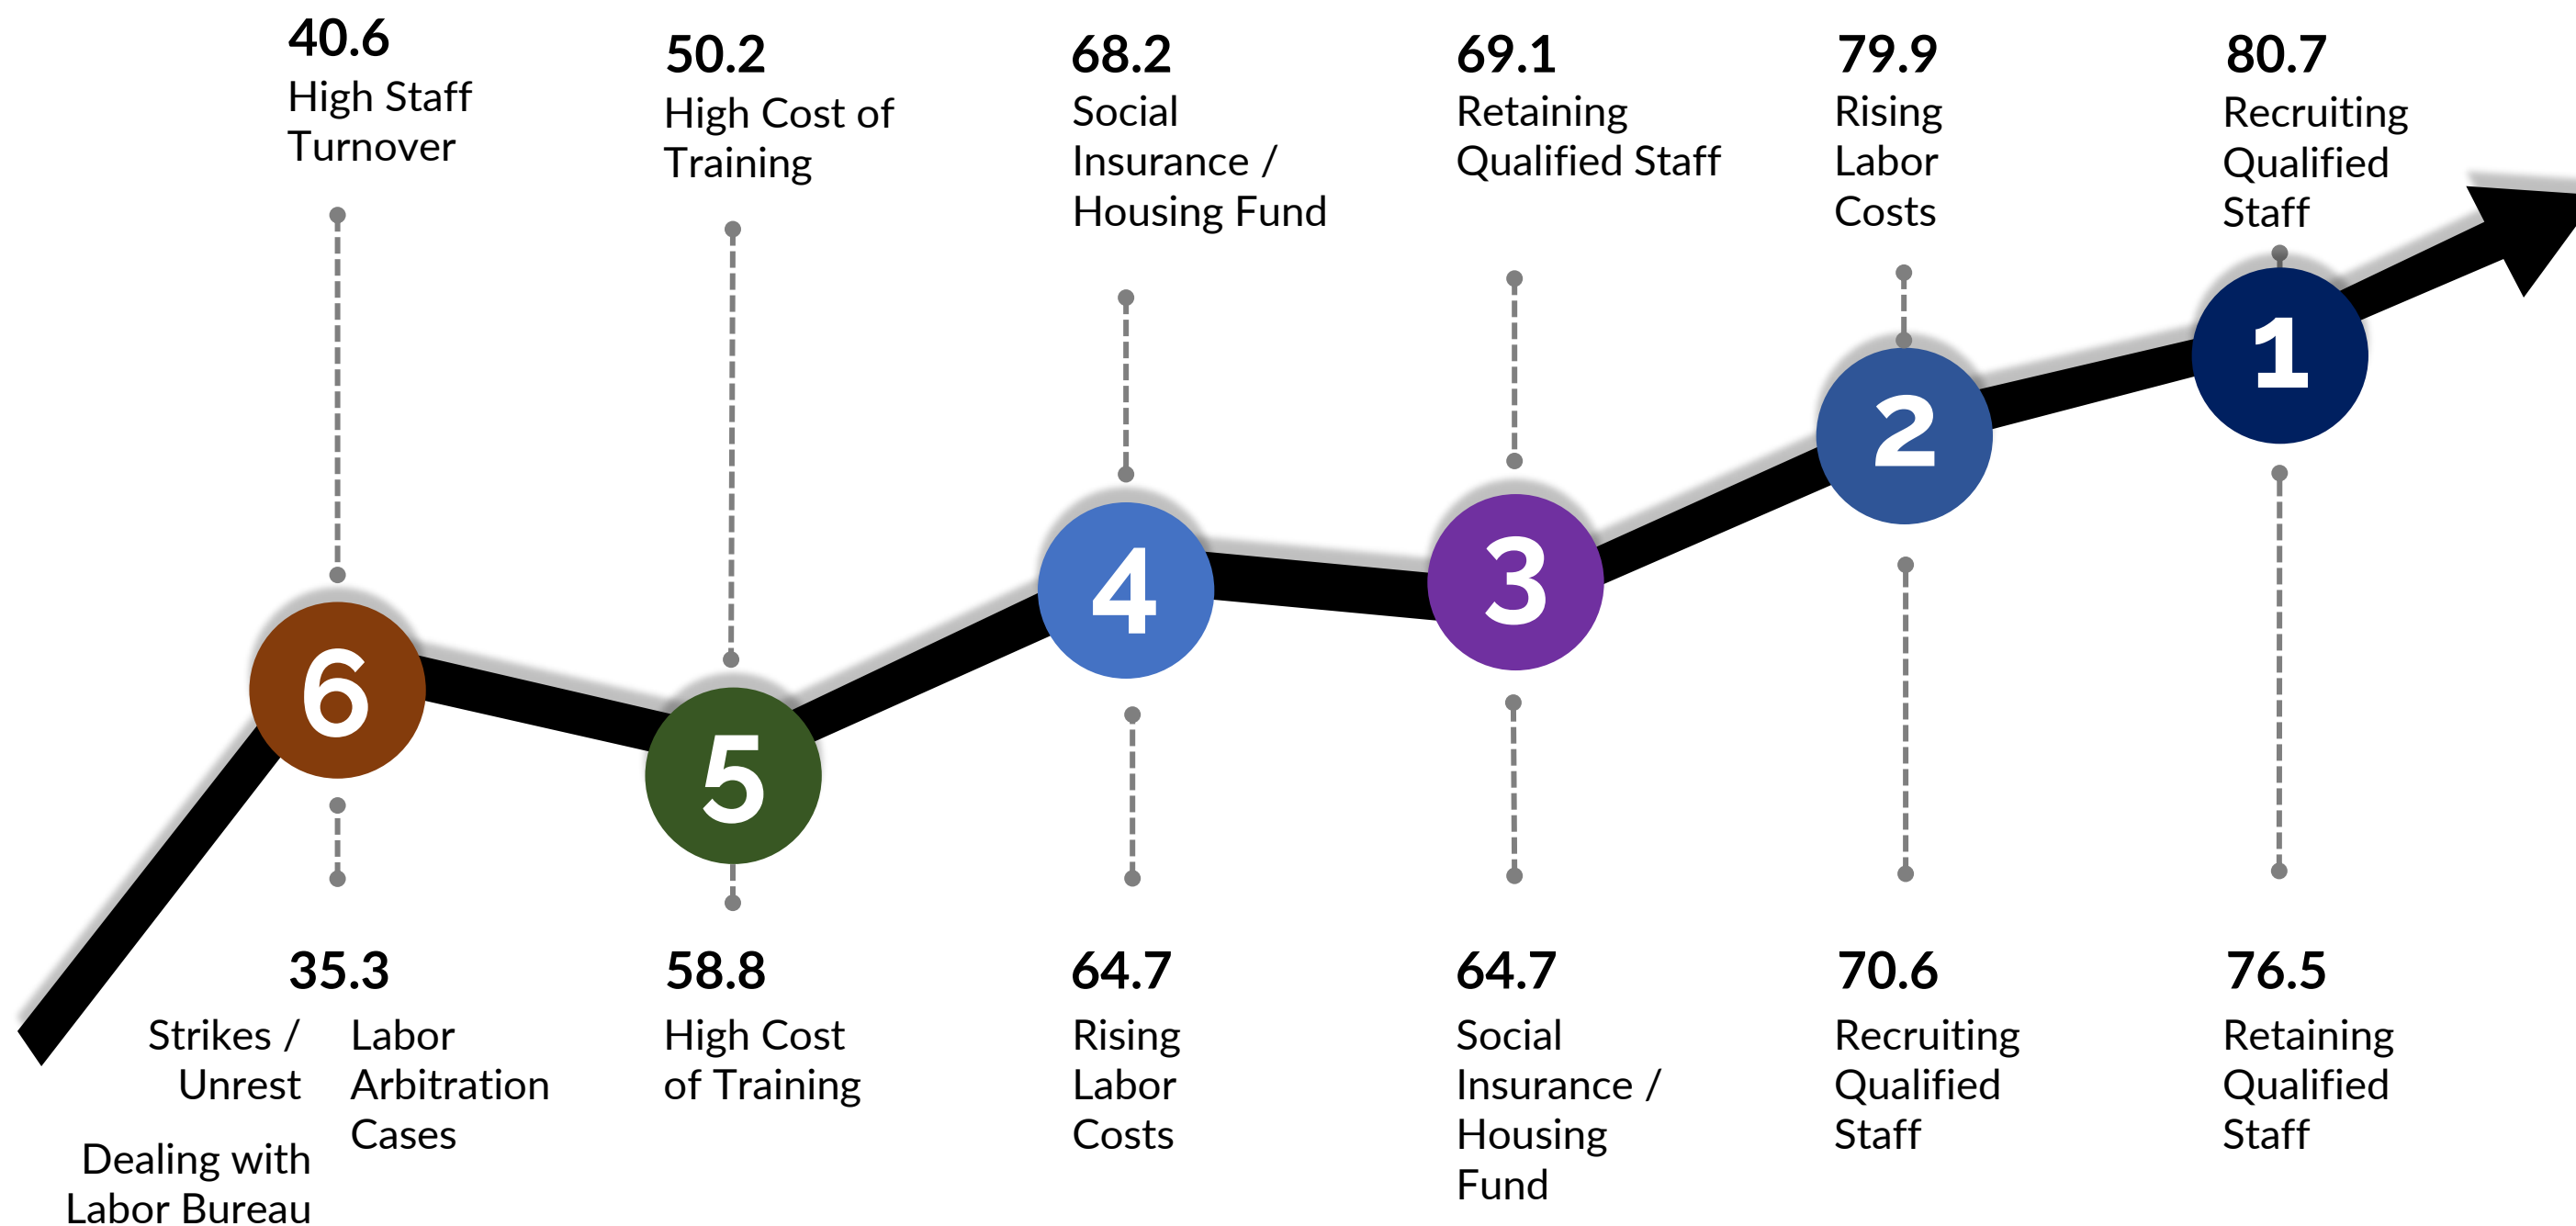 40.6
High Staff
Turnover
50.2
High Cost of
Training
68.2
Social
Insurance /
Housing Fund
69.1
Retaining
Qualified Staff
79.9
Rising
Labor
Costs
80.7
Recruiting
Qualified
Staff
6
5
4
3
2
1
35.3
Strikes /
Unrest
Dealing with
Labor Bureau
Labor
Arbitration
Cases
58.8
High Cost
of Training
64.7
Rising
Labor
Costs
64.7
Social
Insurance /
Housing
Fund
70.6
Recruiting
Qualified
Staff
76.5
Retaining
Qualified
Staff